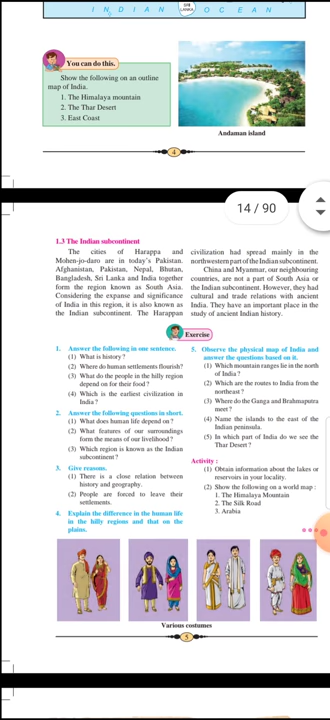 I N D I A N
SRI
LANKA
O C E A N
You can do this.
Show the following on an outline
map of India.
1. The Himalaya mountain
2. The Thar Desert
3. East Coast
Andaman island
4
14 / 90
1.3 The Indian subcontinent
The cities of Harappa and
Mohen-jo-daro are in today's Pakistan.
Afghanistan, Pakistan, Nepal, Bhutan,
Bangladesh, Sri Lanka and India together
form the region known as South Asia.
Considering the expanse and significance
of India in this region, it is also known as
the Indian subcontinent. The Harappan
civilization had spread mainly in the
northwestern part of the Indian subcontinent.
China and Myanmar, our neighbouring
countries, are not a part of South Asia or
the Indian subcontinent. However, they had
cultural and trade relations with ancient
India. They have an important place in the
study of ancient Indian history.
Exercise
1. Answer the following in one sentence.
(1) What is history ?
(2) Where do human settlements flourish?
(3) What do the people in the hilly region
depend on for their food ?
(4) Which is the earliest civilization in
India ?
2. Answer the following questions in short.
(1) What does human life depend on ?
(2) What features of our surroundings
form the means of our livelihood ?
(3) Which region is known as the Indian
subcontinent ?
3. Give reasons.
(1) There is a close relation between
history and geography.
(2) People are forced to leave their
settlements.
4. Explain the difference in the human life
in the hilly regions and that on the
plains.
5. Observe the physical map of India and
answer the questions based on it.
(1) Which mountain ranges lie in the north
of India ?
(2) Which are the routes to India from the
northeast ?
(3) Where do the Ganga and Brahmaputra
meet ?
(4) Name the islands to the east of the
Indian peninsula.
(5) In which part of India do we see the
Thar Desert ?
Activity :
(1) Obtain information about the lakes or
reservoirs in your locality.
(2) Show the following on a world map :
1. The Himalaya Mountain
2. The Silk Road
3. Arabia
Various costumes
5